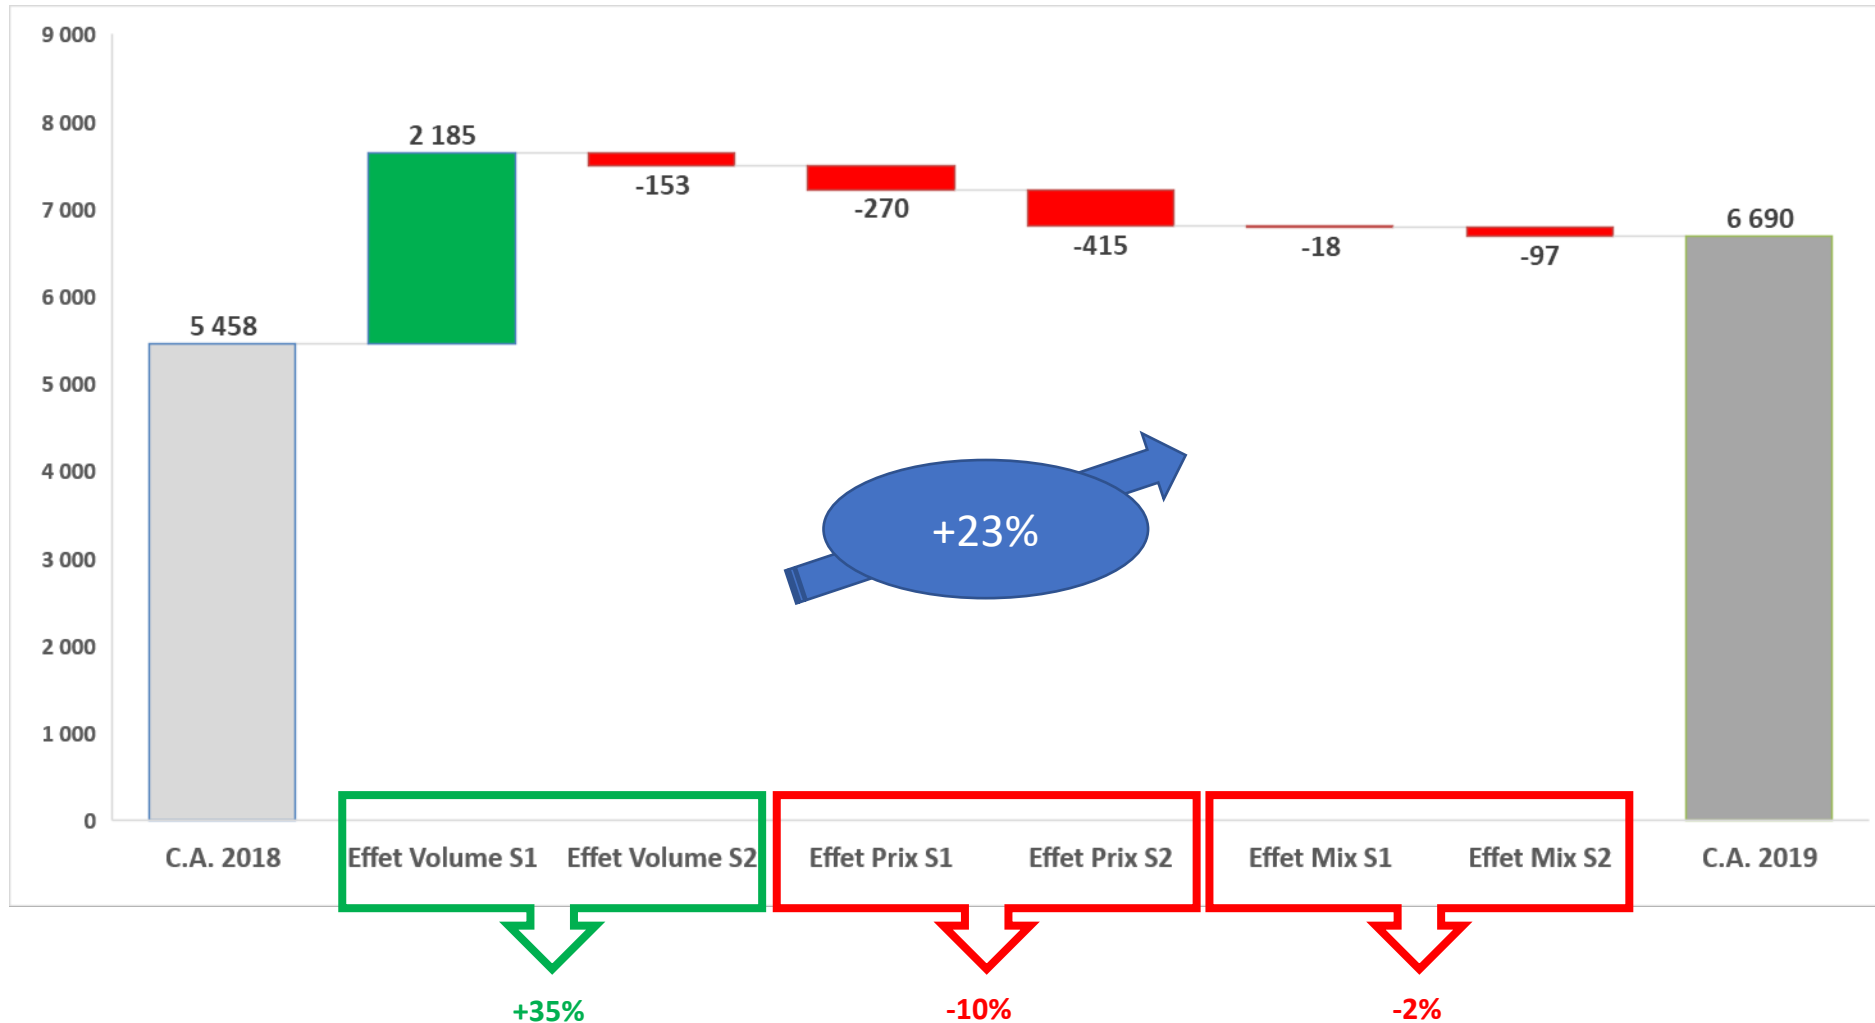 9 000
8 000
7 000
6 000
5 000
4 000
3 000
2 000
1 000
0
5 458
2 185
-153
-270
-415
-18
-97
6 690
+23%
C.A. 2018
Effet Volume S1
Effet Volume S2
Effet Prix S1
Effet Prix S2
Effet Mix S1
Effet Mix S2
C.A. 2019
+35%
-10%
-2%